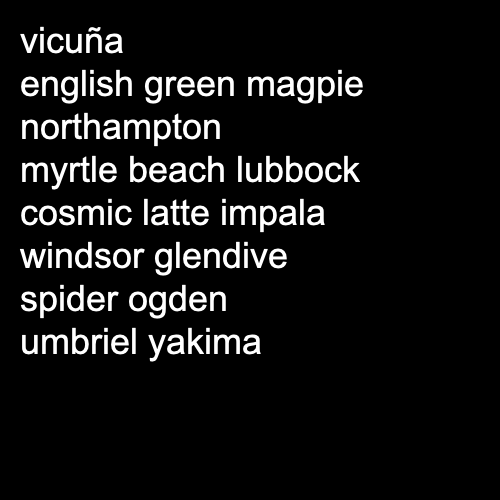 vicuña
english green magpie
northampton
myrtle beach lubbock
cosmic latte impala
windsor glendive
spider ogden
umbriel yakima